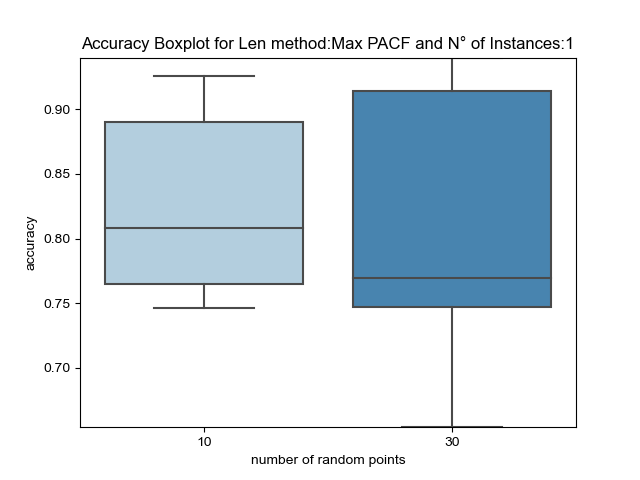 Accuracy Boxplot for Len method:Max PACF and N° of Instances:1
0.90
0.85
0.80
0.75
0.70
accuracy
10
30
number of random points